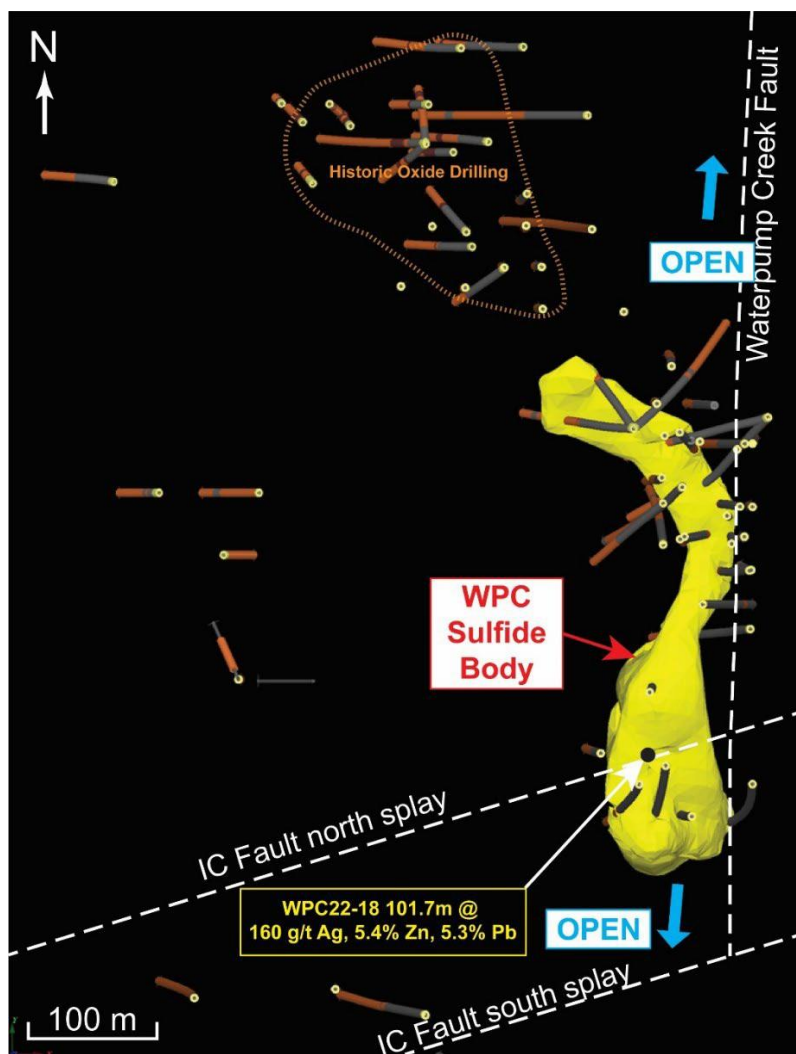 N
Historic Oxide Drilling
OPEN
Waterpump Creek Fault
WPC
Sulfide
Body
IC Fault north splay
WPC22-18 101.7m @
160 g/t Ag, 5.4% Zn, 5.3% Pb
OPEN
IC Fault south splay
100 m